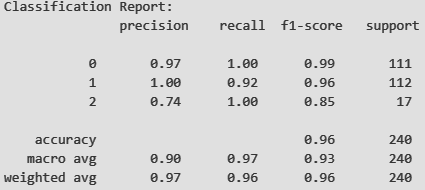 Classification Report:
precision recall f1-score support
0 0.97 1.00 0.99 111
1 1.00 0.92 0.96 112
2 0.74 1.00 0.85 17
accuracy 0.96 240
macro avg 0.90 0.97 0.93 240
weighted avg 0.97 0.96 0.96 240